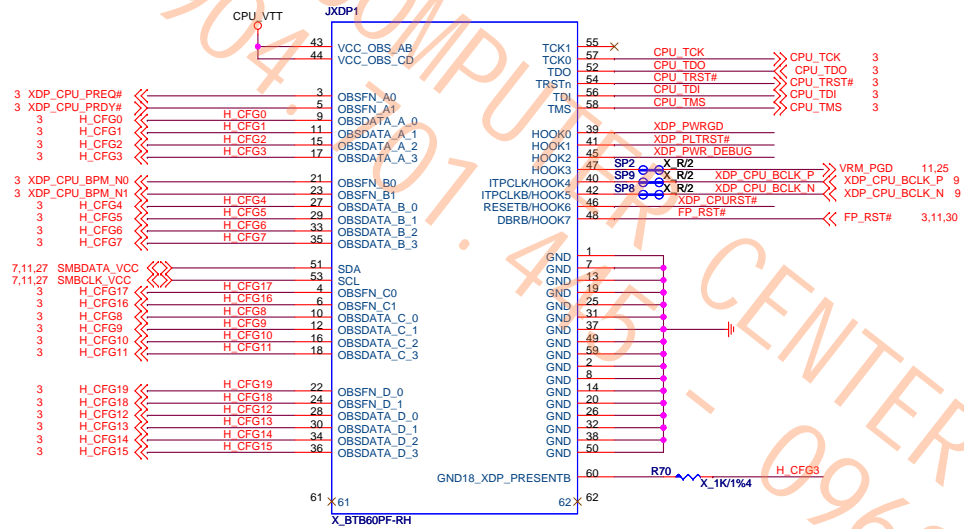 JXDP1
CPU_VTT
43 VCC_OBS_AB
44 VCC_OBS_CD
3 XDP_CPU_PREQ# 3 OBSFN_A0
3 XDP_CPU_PRDY# 5 OBSFN_A1
3 H_CFG0 H_CFG0 9 OBSDATA_A_0
3 H_CFG1 H_CFG1 11 OBSDATA_A_1
3 H_CFG2 H_CFG2 15 OBSDATA_A_2
3 H_CFG3 H_CFG3 17 OBSDATA_A_3
3 XDP_CPU_BPM_N0 21 OBSFN_B0
3 XDP_CPU_BPM_N1 23 OBSFN_B1
3 H_CFG4 H_CFG4 27 OBSDATA_B_0
3 H_CFG5 H_CFG5 29 OBSDATA_B_1
3 H_CFG6 H_CFG6 33 OBSDATA_B_2
3 H_CFG7 H_CFG7 35 OBSDATA_B_3
7,11,27 SMBDATA_VCC 51 SDA
7,11,27 SMBCLK_VCC 53 SCL
3 H_CFG17 H_CFG17 4 OBSFN_C0
3 H_CFG16 H_CFG16 6 OBSFN_C1
3 H_CFG8 H_CFG8 10 OBSDATA_C_0
3 H_CFG9 H_CFG9 12 OBSDATA_C_1
3 H_CFG10 H_CFG10 16 OBSDATA_C_2
3 H_CFG11 H_CFG11 18 OBSDATA_C_3
3 H_CFG19 H_CFG19 22 OBSFN_D_0
3 H_CFG18 H_CFG18 24 OBSFN_D_1
3 H_CFG12 H_CFG12 28 OBSDATA_D_0
3 H_CFG13 H_CFG13 30 OBSDATA_D_1
3 H_CFG14 H_CFG14 34 OBSDATA_D_2
3 H_CFG15 H_CFG15 36 OBSDATA_D_3
61 61
TCK1 55
TCK0 57 CPU_TCK CPU_TCK 3
TDO 52 CPU_TDO CPU_TDO 3
TRSTn 54 CPU_TRST# CPU_TRST# 3
TDI 56 CPU_TDI CPU_TDI 3
TMS 58 CPU_TMS CPU_TMS 3
HOOK0 39 XDP_PWRGD
HOOK1 41 XDP_PLTRST#
HOOK2 45 XDP_PWR_DEBUG
HOOK3 47 SP2 X_R/2 VRM_PGD 11,25
ITPCLK/HOOK4 40 SP9 X_R/2 XDP_CPU_BCLK_P XDP_CPU_BCLK_P 9
ITPCLKB/HOOK5 42 SP8 X_R/2 XDP_CPU_BCLK_N XDP_CPU_BCLK_N 9
RESETB/HOOK6 46 XDP_CPURST#
DBRB/HOOK7 48 FP_RST# FP_RST# 3,11,30
GND 1
GND 7
GND 13
GND 19
GND 25
GND 31
GND 37
GND 49
GND 59
GND 2
GND 8
GND 14
GND 20
GND 26
GND 32
GND 38
GND 50
GND18_XDP_PRESENTB 60 R70 X_1K/1%4 H_CFG3
62 62
X_BTB60PF-RH
COMPUTER CENTER